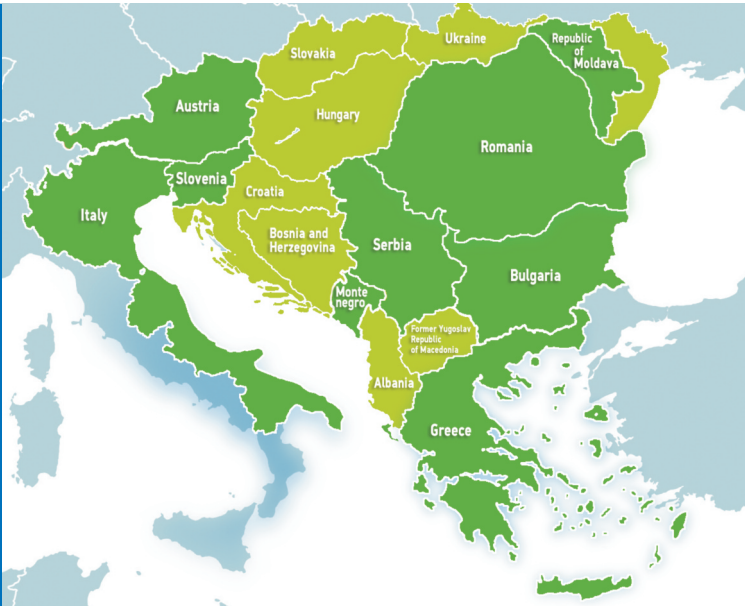 Slovakia
Ukraine
Republic
of
Moldava
Austria
Hungary
Romania
Slovenia
Croatia
Italy
Bosnia and
Herzegovina
Serbia
Bulgaria
Monte
negro
Former Yugoslav
Republic
of Macedonia
Albania
Greece